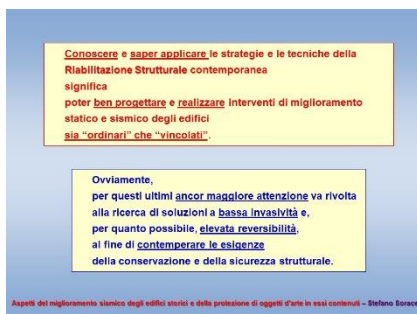 Conoscere e saper applicare le strategie e le tecniche della
Riabilitazione Strutturale contemporanea
significa
poter ben progettare e realizzare interventi di miglioramento
statico e sismico degli edifici
sia “ordinari” che “vincolati”.
Ovviamente,
per questi ultimi ancor maggiore attenzione va rivolta
alla ricerca di soluzioni a bassa invasività e,
per quanto possibile, elevata reversibilità,
al fine di contemperare le esigenze
della conservazione e della sicurezza strutturale.
Aspetti del miglioramento sismico degli edifici storici e della protezione di oggetti d'arte in essi contenuti – Stefano Sorace